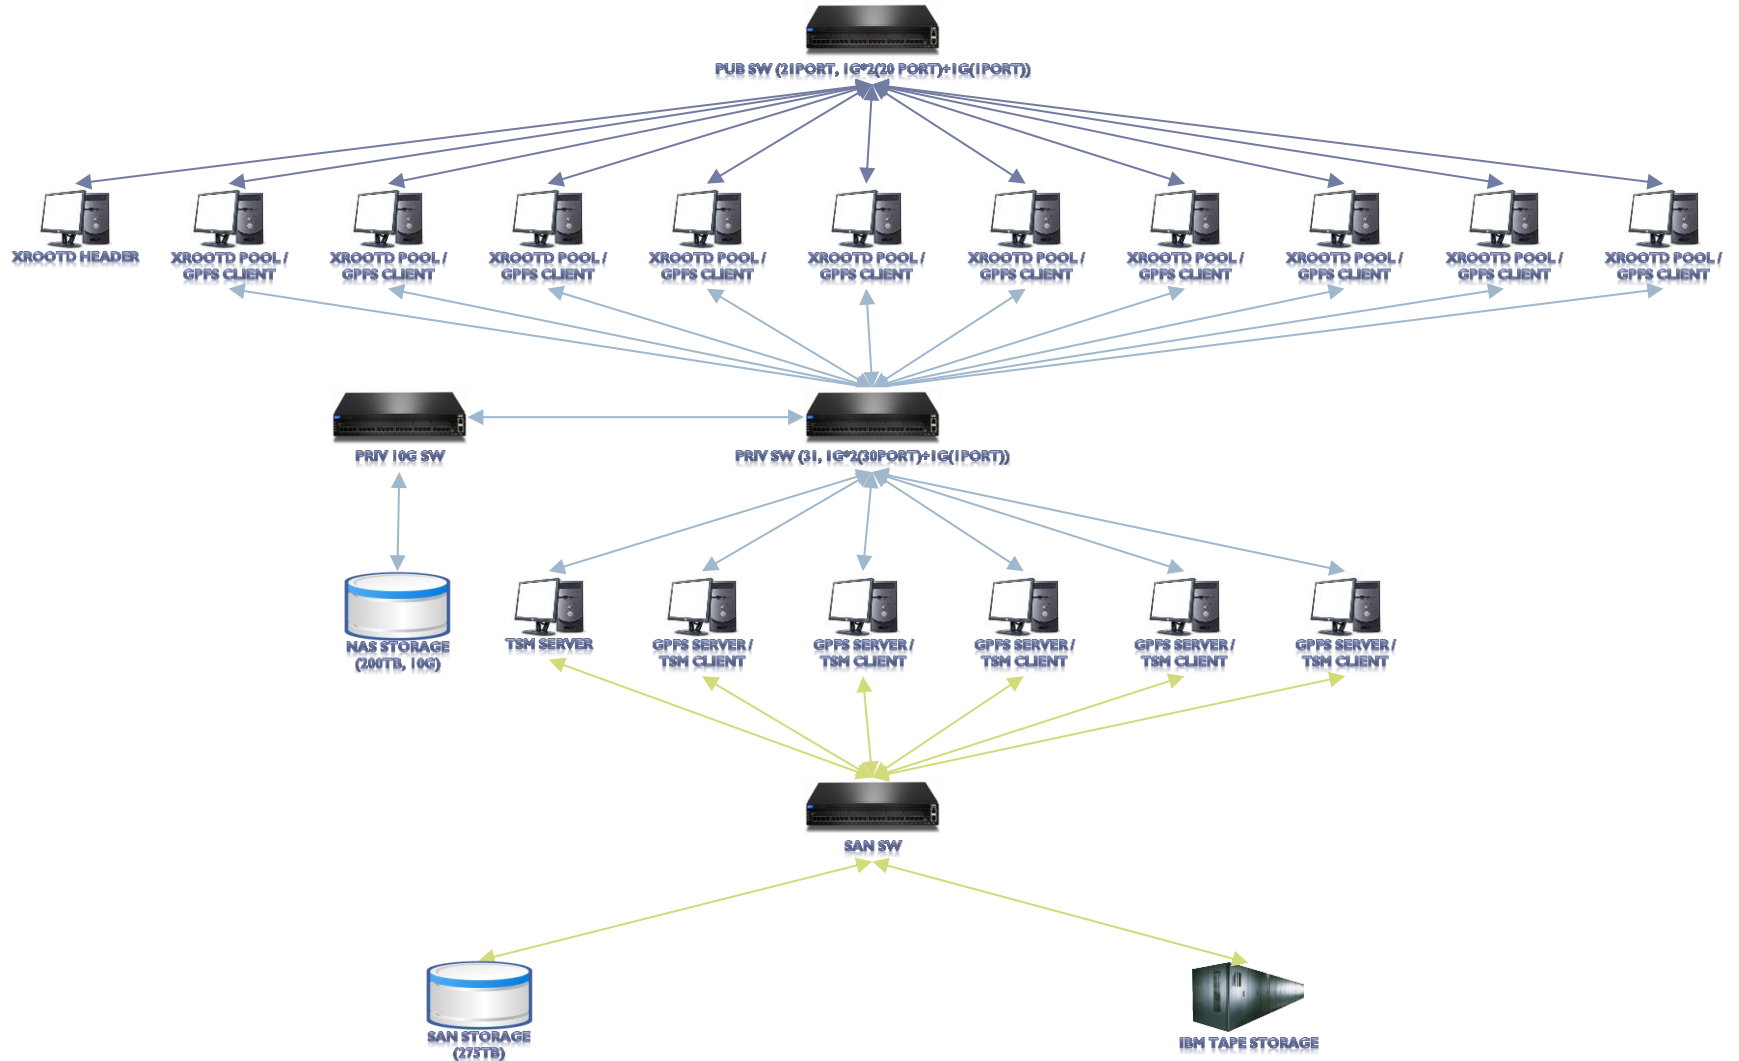 PUB SW (21PORT, 1G*2(20 PORT)+1G(1PORT))
XROOTD HEADER
XROOTD POOL /
GPFS CLIENT
XROOTD POOL /
GPFS CLIENT
XROOTD POOL /
GPFS CLIENT
XROOTD POOL /
GPFS CLIENT
XROOTD POOL /
GPFS CLIENT
XROOTD POOL /
GPFS CLIENT
XROOTD POOL /
GPFS CLIENT
XROOTD POOL /
GPFS CLIENT
XROOTD POOL /
GPFS CLIENT
XROOTD POOL /
GPFS CLIENT
PRIV 10G SW
PRIV SW (31, 1G*2(30PORT)+1G(1PORT))
NAS STORAGE
(200TB, 10G)
TSM SERVER
GPFS SERVER /
TSM CLIENT
GPFS SERVER /
TSM CLIENT
GPFS SERVER /
TSM CLIENT
GPFS SERVER /
TSM CLIENT
GPFS SERVER /
TSM CLIENT
SAN SW
SAN STORAGE
(275TB)
IBM TAPE STORAGE